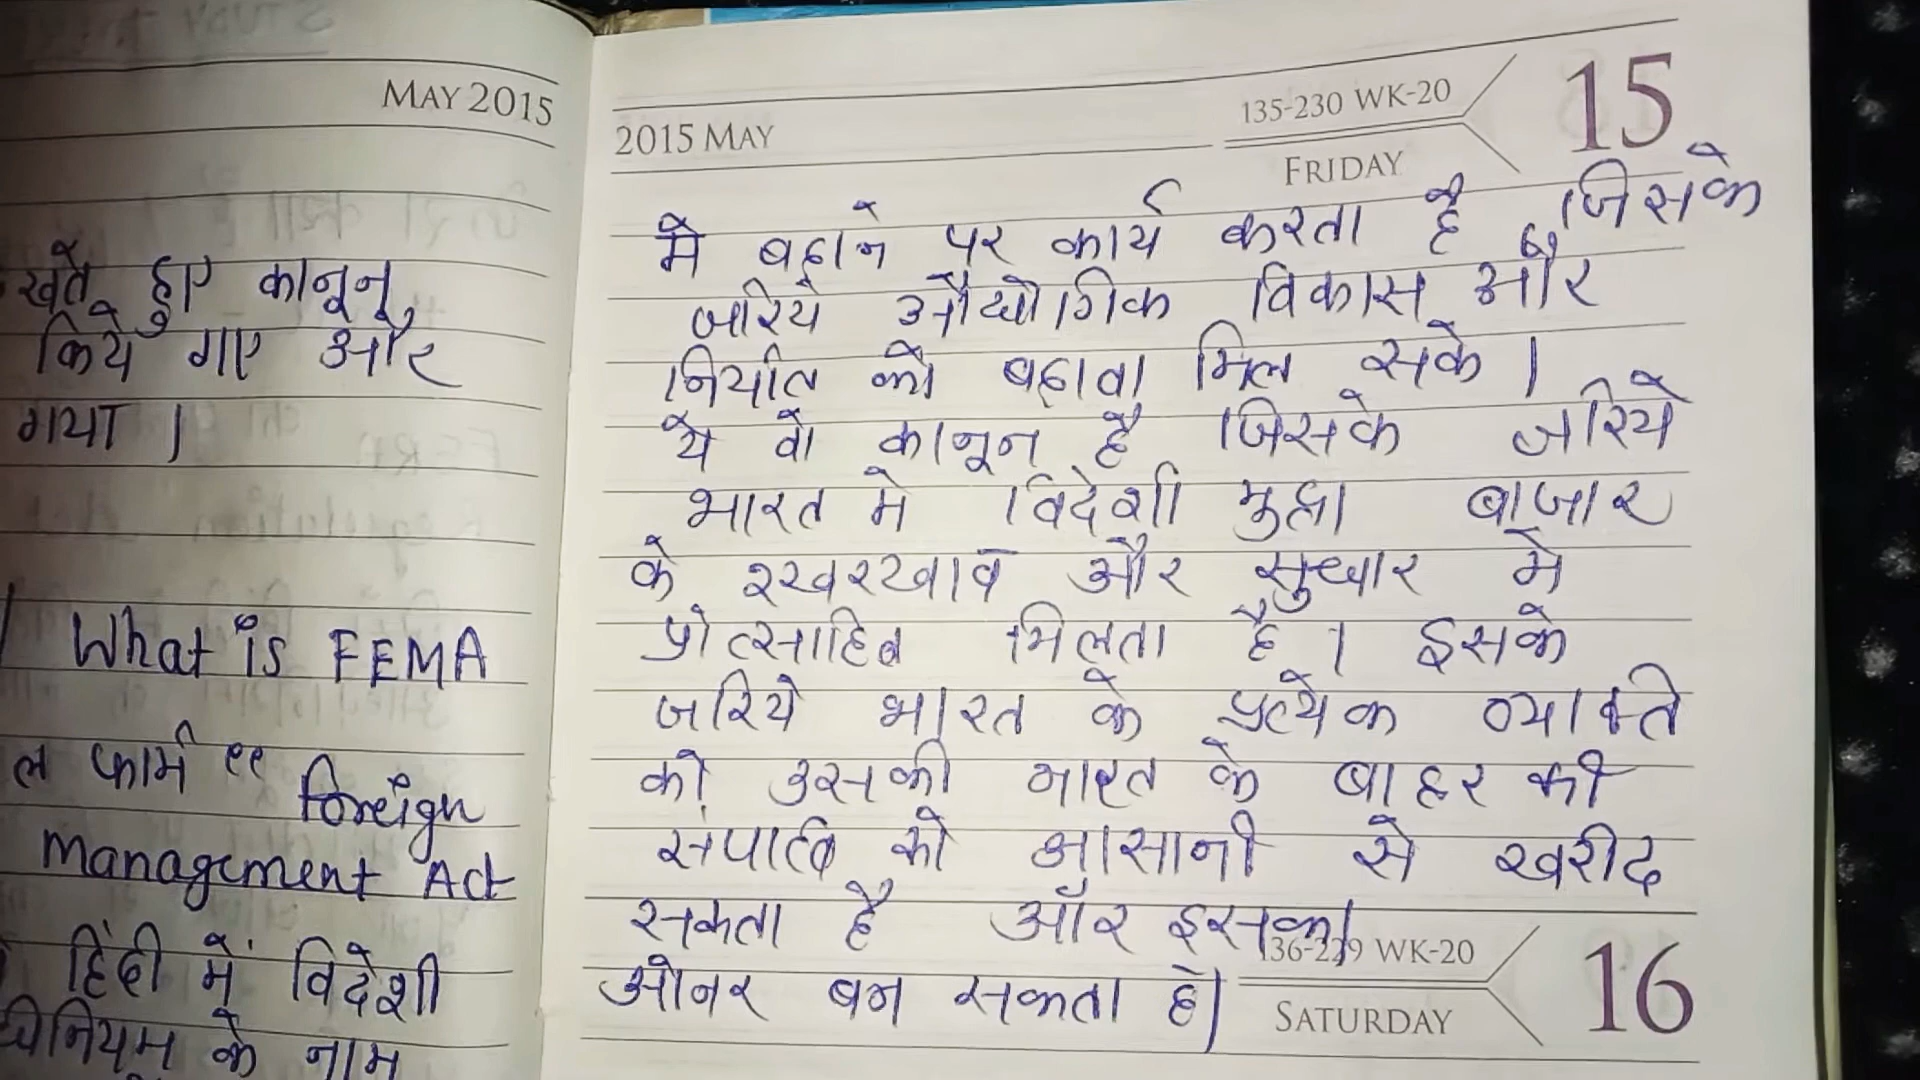 MAY 2015
खते हुए कानून
किये गए और
गया ।
What is FEMA
ल फार्म ee foreign
management Act
हिंदी में विदेशी
धिनियम के नाम
2015 MAY
135-230 WK-20
FRIDAY
15
मे बढाने पर कार्य करता है, जिसके
जरिये औद्योगिक विकास और
निर्यात को बढावा मिल सके ।
ये वो कानून है जिसके जरिये
भारत मे विदेशी मुद्रा बाजार
के रखरखाव और सुधार मे
प्रोत्साहित मिलता है । इसके
जरिये भारत के प्रत्येक व्यक्ति
को उसकी भारत के बाहर की
संपत्ति को आसानी से खरीद
सकता है और इसका
ओनर बन सकता है।
136-229 WK-20
SATURDAY
16